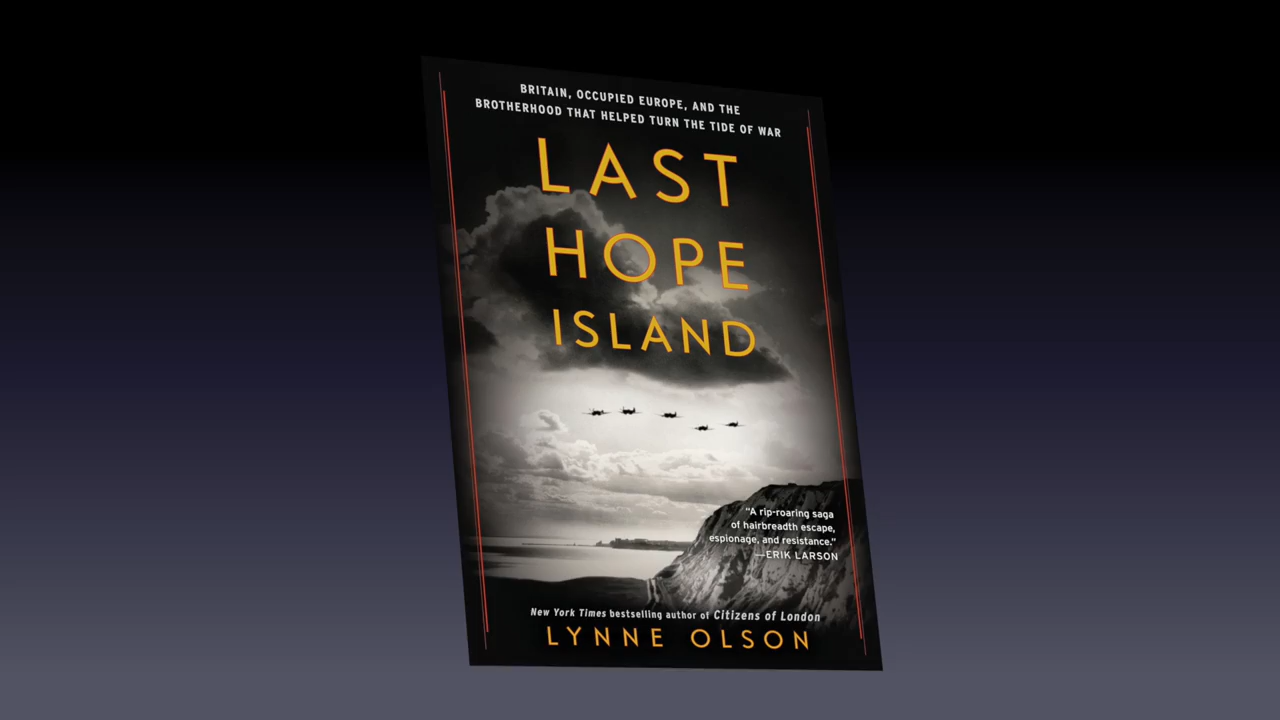 BRITAIN, OCCUPIED EUROPE, AND THE
BROTHERHOOD THAT HELPED TURN THE TIDE OF WAR
LAST
HOPE
ISLAND
“A rip-roaring saga
of hairbreadth escape,
espionage, and resistance.”
—ERIK LARSON
New York Times bestselling author of Citizens of London
LYNNE OLSON